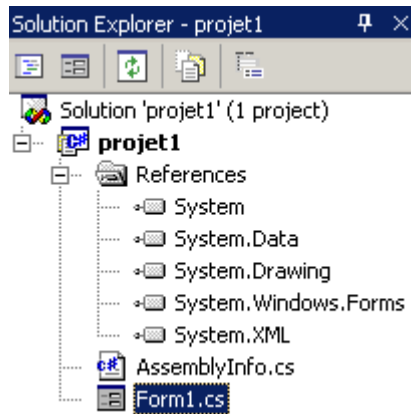 Solution Explorer - projet1
Solution 'projet1' (1 project)
projet1
References
System
System.Data
System.Drawing
System.Windows.Forms
System.XML
AssemblyInfo.cs
Form1.cs